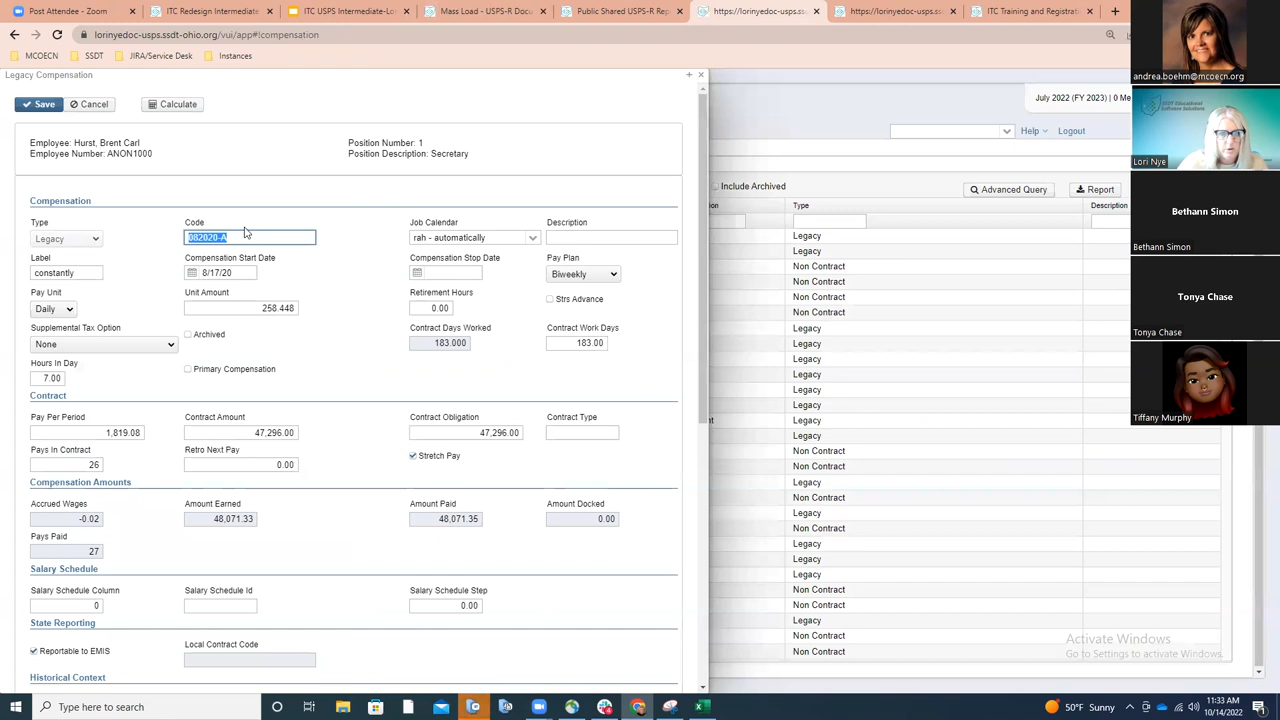 Post Attendee - Zoom
ITC Redesign Intermediate
ITC USPS Intermediate-Lo
Mass Load - USPS-R Docu
Public Shared USPS-R Rep
https://lorinyedoc-usps.ssdt
https://lorinyedoc-usps.ssd
ITC Training and Registrat
lorinyedoc-usps.ssdt-ohio.org/vui/app#!compensation
MCOECN
SSDT
JIRA/Service Desk
Instances
andrea.boehm@mcoecn.org
Legacy Compensation
July 2022 (FY 2023) | 0 Me
Save
Cancel
Calculate
Help
Logout
Employee: Hurst, Brent Carl
Position Number: 1
Employee Number: ANON1000
Position Description: Secretary
Lori Nye
Include Archived
Advanced Query
Report
Compensation
Type
Description
Type
Code
Job Calendar
Description
Legacy
082020-A
rah - automatically
Label
Compensation Start Date
Compensation Stop Date
Pay Plan
constantly
8/17/20
Biweekly
Pay Unit
Unit Amount
Retirement Hours
Strs Advance
Daily
258.448
0.00
Supplemental Tax Option
Archived
Contract Days Worked
Contract Work Days
None
183.000
183.00
Hours In Day
Primary Compensation
7.00
Contract
Pay Per Period
Contract Amount
Contract Obligation
Contract Type
1,819.08
47,296.00
47,296.00
Pays In Contract
Retro Next Pay
Stretch Pay
26
0.00
Compensation Amounts
Accrued Wages
Amount Earned
Amount Paid
Amount Docked
-0.02
48,071.33
48,071.35
0.00
Pays Paid
27
Salary Schedule
Salary Schedule Column
Salary Schedule Id
Salary Schedule Step
0
0.00
State Reporting
Reportable to EMIS
Local Contract Code
Historical Context
Legacy
Legacy
Non Contract
Non Contract
Non Contract
Non Contract
Legacy
Legacy
Legacy
Legacy
Legacy
Legacy
Non Contract
Legacy
Non Contract
Non Contract
Legacy
Non Contract
Legacy
Non Contract
Legacy
Legacy
Legacy
Non Contract
Non Contract
Legacy
Non Contract
Non Contract
Bethann Simon
Bethann Simon
Tonya Chase
Tonya Chase
Tiffany Murphy
Activate Windows
Go to Settings to activate Windows.
Type here to search
50°F Sunny
11:33 AM
10/14/2022